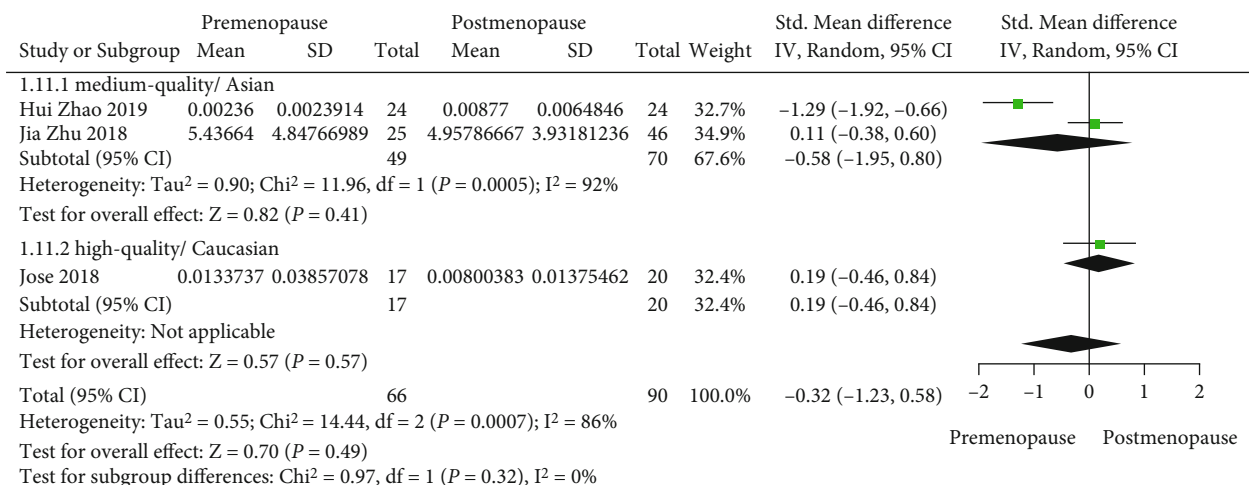 Premenopause Postmenopause Std. Mean difference Std. Mean difference
Study or Subgroup Mean SD Total Mean SD Total Weight IV, Random, 95% CI IV, Random, 95% CI
1.11.1 medium-quality/ Asian
Hui Zhao 2019 0.00236 0.0023914 24 0.00877 0.0064846 24 32.7% −1.29 (−1.92, −0.66)
Jia Zhu 2018 5.43664 4.84766989 25 4.95786667 3.93181236 46 34.9% 0.11 (−0.38, 0.60)
Subtotal (95% CI) 49 70 67.6% −0.58 (−1.95, 0.80)
Heterogeneity: Tau² = 0.90; Chi² = 11.96, df = 1 (P = 0.0005); I² = 92%
Test for overall effect: Z = 0.82 (P = 0.41)
1.11.2 high-quality/ Caucasian
Jose 2018 0.0133737 0.03857078 17 0.00800383 0.01375462 20 32.4% 0.19 (−0.46, 0.84)
Subtotal (95% CI) 17 20 32.4% 0.19 (−0.46, 0.84)
Heterogeneity: Not applicable
Test for overall effect: Z = 0.57 (P = 0.57)
Total (95% CI) 66 90 100.0% −0.32 (−1.23, 0.58) −2 −1 0 1 2
Heterogeneity: Tau² = 0.55; Chi² = 14.44, df = 2 (P = 0.0007); I² = 86%
Premenopause Postmenopause
Test for overall effect: Z = 0.70 (P = 0.49)
Test for subgroup differences: Chi² = 0.97, df = 1 (P = 0.32), I² = 0%